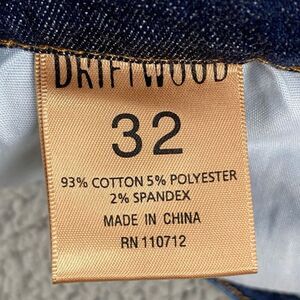 DRIFTWOOD
32
93% COTTON 5% POLYESTER
2% SPANDEX
MADE IN CHINA
RN 110712